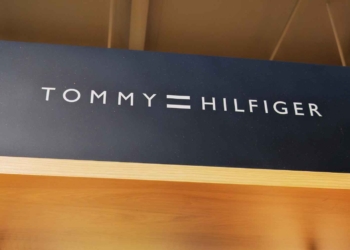 TOMMY = HILFIGER